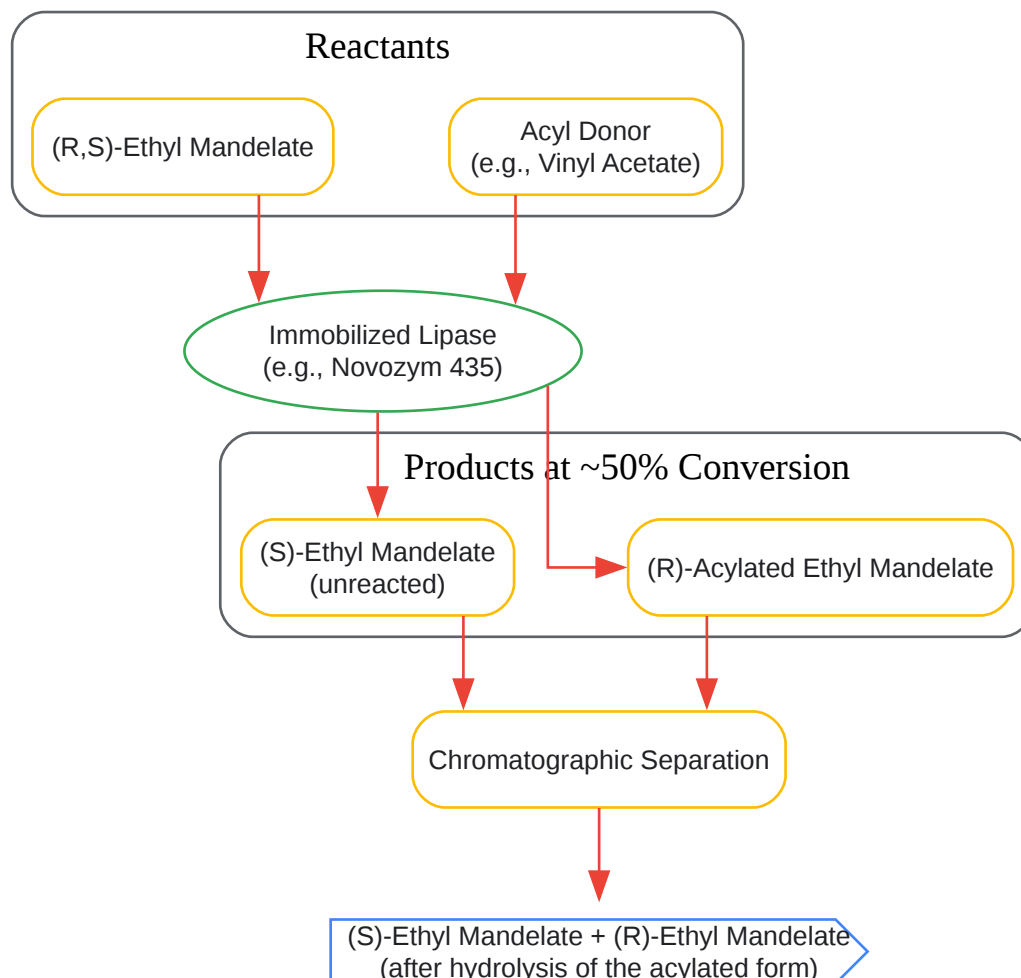 Reactants
(R,S)-Ethyl Mandelate
Acyl Donor
(e.g., Vinyl Acetate)
Immobilized Lipase
(e.g., Novozym 435)
Products at ~50% Conversion
(S)-Ethyl Mandelate
(unreacted)
(R)-Acylated Ethyl Mandelate
Chromatographic Separation
(S)-Ethyl Mandelate + (R)-Ethyl Mandelate
(after hydrolysis of the acylated form)